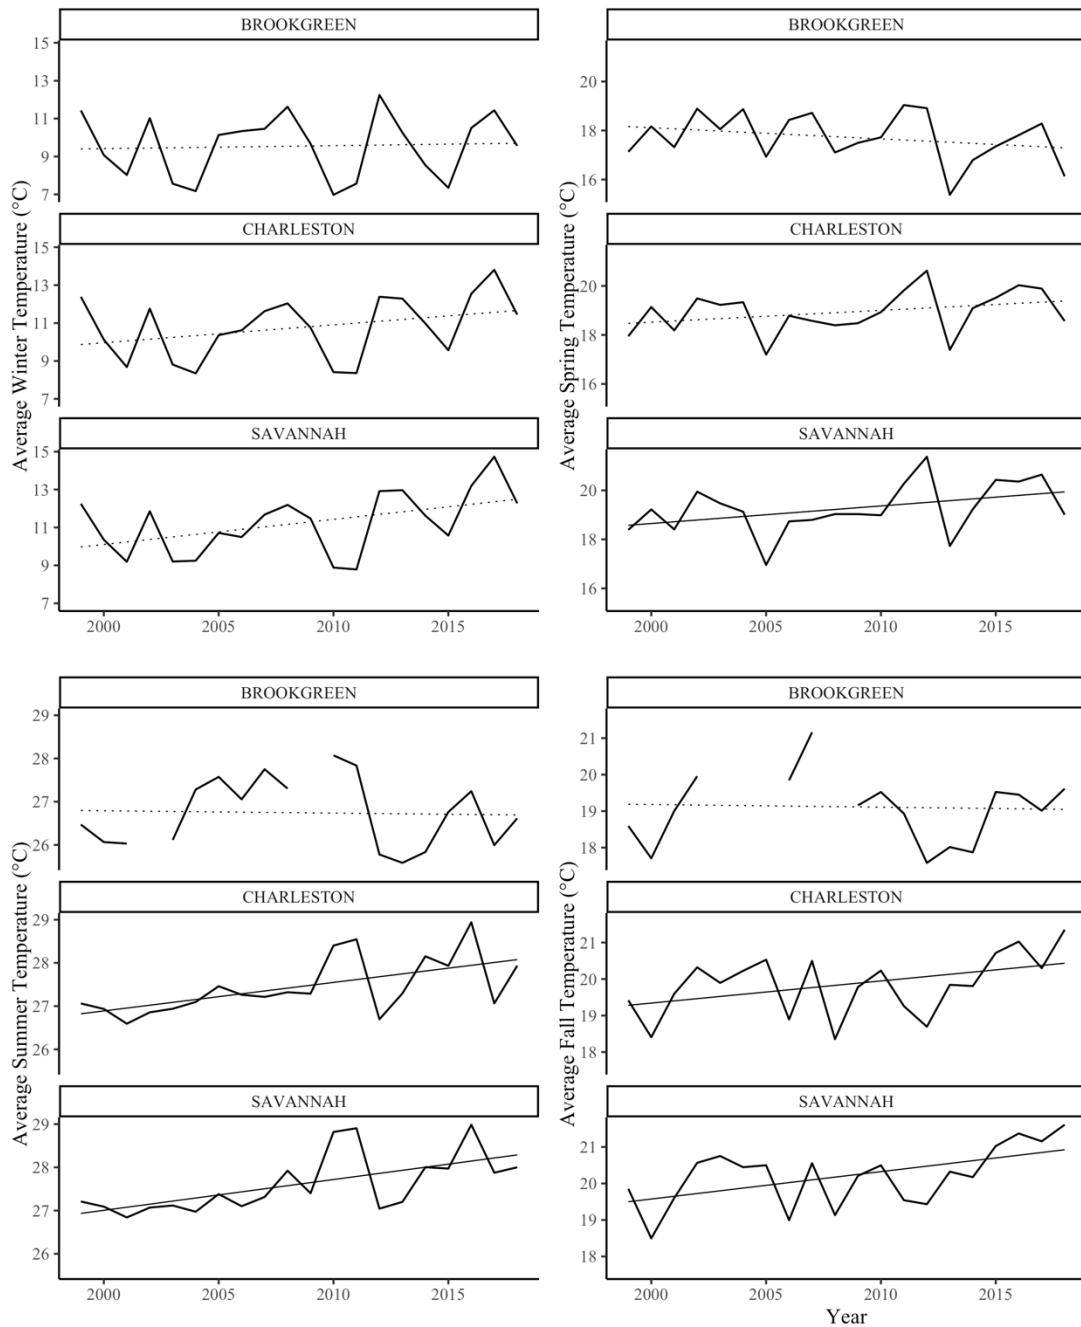 BROOKGREEN
15
13
11
9
7
CHARLESTON
15
13
11
9
7
SAVANNAH
15
13
11
9
7
2000 2005 2010 2015
Average Winter Temperature (°C)
BROOKGREEN
20
18
16
CHARLESTON
20
18
16
SAVANNAH
20
18
16
2000 2005 2010 2015
Average Spring Temperature (°C)
BROOKGREEN
29
28
27
26
CHARLESTON
29
28
27
26
SAVANNAH
29
28
27
26
2000 2005 2010 2015
Average Summer Temperature (°C)
BROOKGREEN
21
20
19
18
CHARLESTON
21
20
19
18
SAVANNAH
21
20
19
18
2000 2005 2010 2015
Average Fall Temperature (°C)
Year